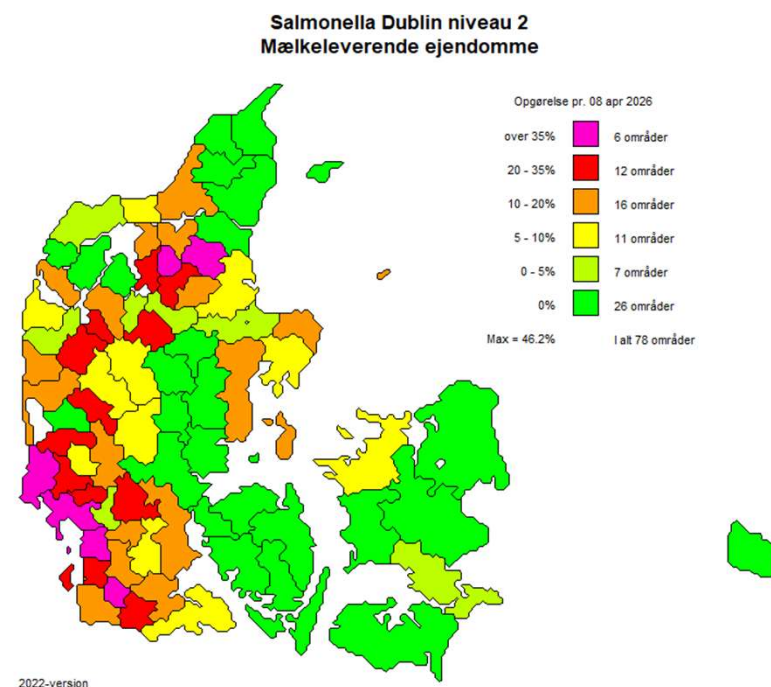 Salmonella Dublin niveau 2
Mælkeleverende ejendomme
Opgørelse pr. 08 apr 2026
over 35% 6 områder
20 - 35% 12 områder
10 - 20% 16 områder
5 - 10% 11 områder
0 - 5% 7 områder
0% 26 områder
Max = 46.2% I alt 78 områder
2022-version